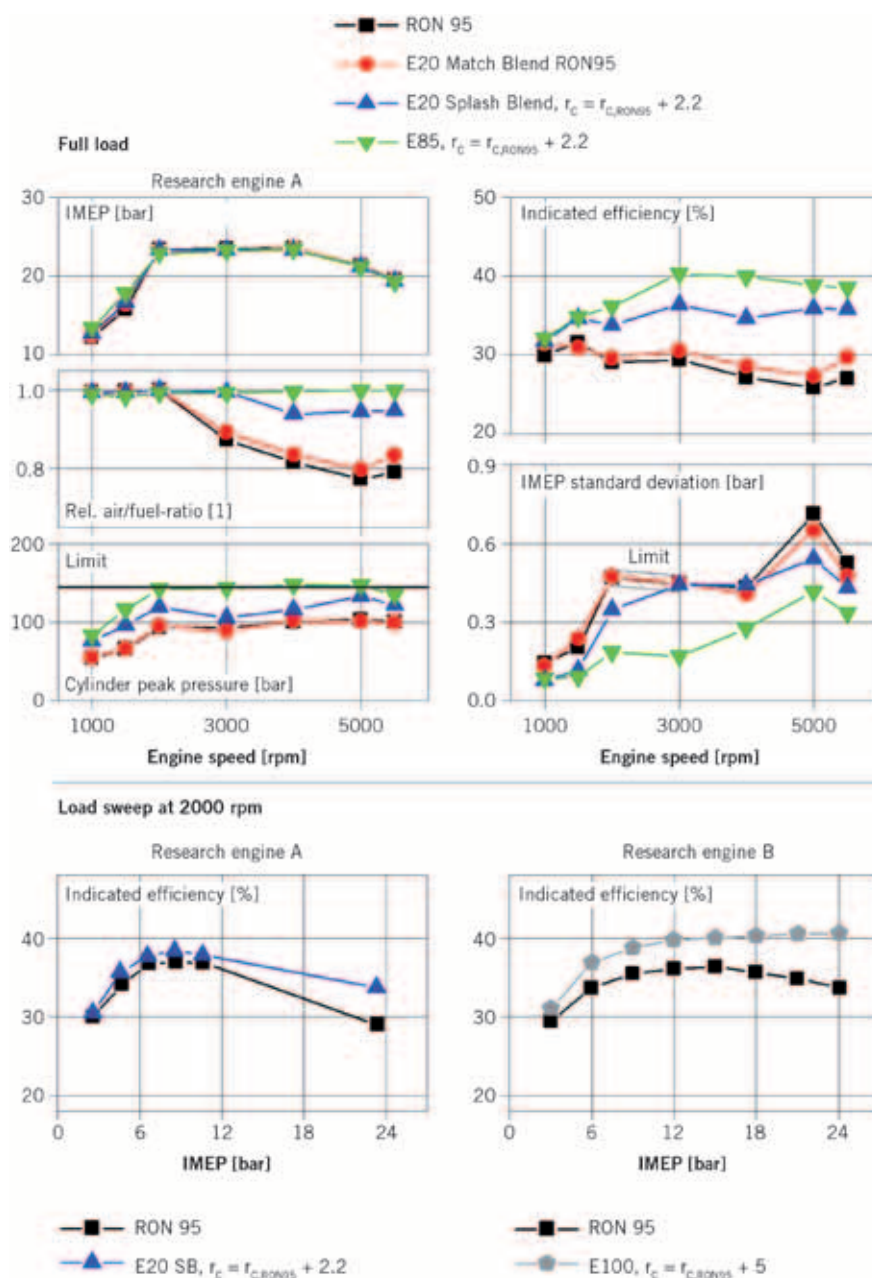 RON 95
E20 Match Blend RON95
E20 Splash Blend, r_C = r_C,RON95 + 2.2
E85, r_C = r_C,RON95 + 2.2
Full load
Research engine A
30
IMEP [bar]
20
10
1.0
0.8
Rel. air/fuel-ratio [1]
200
Limit
100
0
Cylinder peak pressure [bar]
1000 3000 5000
Engine speed [rpm]
50
Indicated efficiency [%]
40
30
20
0.9
IMEP standard deviation [bar]
0.6
Limit
0.3
0.0
1000 3000 5000
Engine speed [rpm]
Load sweep at 2000 rpm
Research engine A
Indicated efficiency [%]
40
30
20
0 6 12 18 24
IMEP [bar]
RON 95
E20 SB, r_C = r_C,RON95 + 2.2
Research engine B
Indicated efficiency [%]
40
30
20
0 6 12 18 24
IMEP [bar]
RON 95
E100, r_C = r_C,RON95 + 5